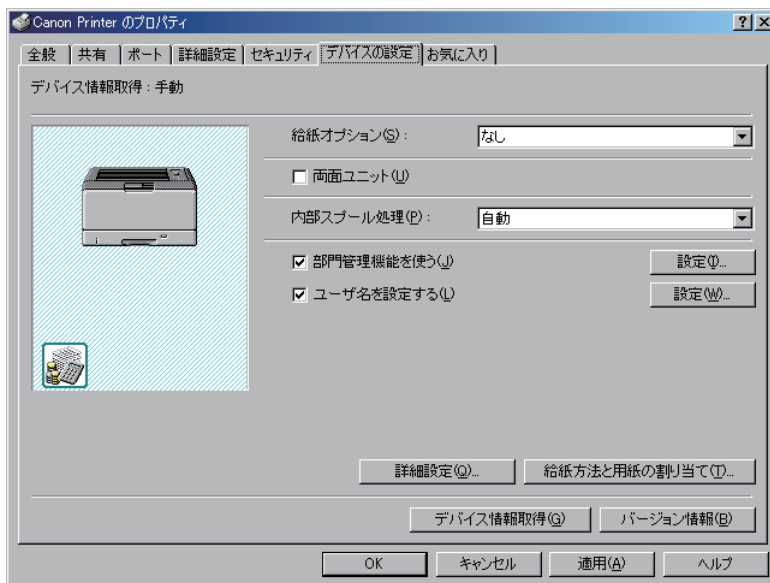 Canon Printer のプロパティ
全般 共有 ポート 詳細設定 セキュリティ デバイスの設定 お気に入り
デバイス情報取得：手動
給紙オプション(S)： なし
両面ユニット(U)
内部スプール処理(P)： 自動
部門管理機能を使う(J) 設定(I)...
ユーザ名を設定する(L) 設定(W)...
詳細設定(Q)... 給紙方法と用紙の割り当て(T)...
デバイス情報取得(G) バージョン情報(B)
OK キャンセル 適用(A) ヘルプ